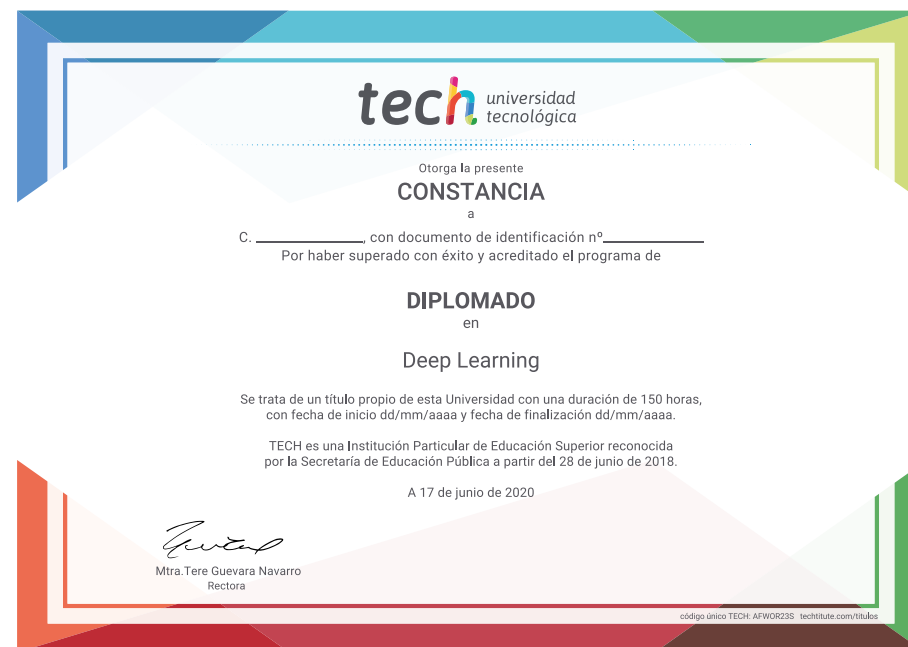 tech universidad
tecnológica
Otorga la presente
CONSTANCIA
a
C. ____________, con documento de identificación nº____________
Por haber superado con éxito y acreditado el programa de
DIPLOMADO
en
Deep Learning
Se trata de un título propio de esta Universidad con una duración de 150 horas,
con fecha de inicio dd/mm/aaaa y fecha de finalización dd/mm/aaaa.
TECH es una Institución Particular de Educación Superior reconocida
por la Secretaría de Educación Pública a partir del 28 de junio de 2018.
A 17 de junio de 2020
Mtra.Tere Guevara Navarro
Rectora
código único TECH: AFWOR23S techtitute.com/titulos